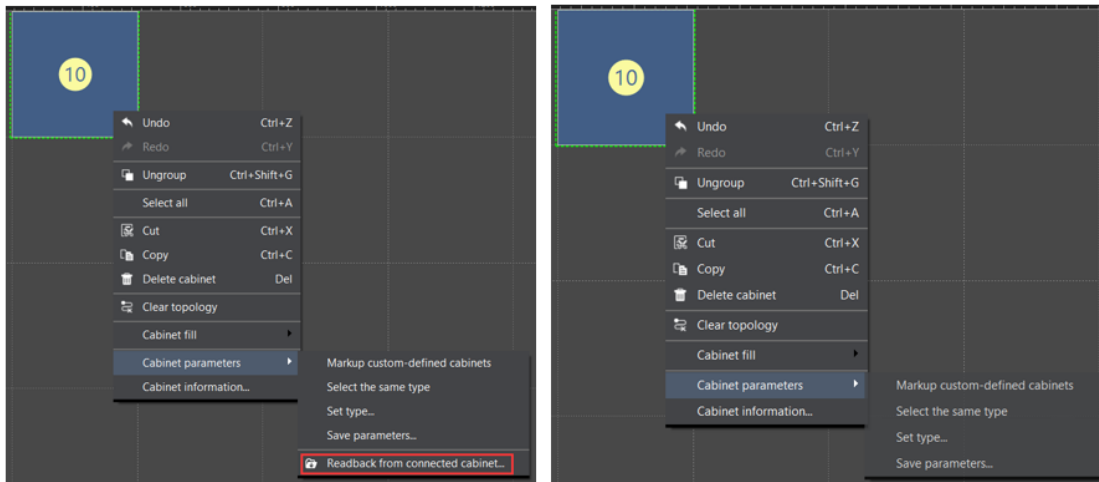 10
Undo Ctrl+Z
Redo Ctrl+Y
Ungroup Ctrl+Shift+G
Select all Ctrl+A
Cut Ctrl+X
Copy Ctrl+C
Delete cabinet Del
Clear topology
Cabinet fill
Cabinet parameters
Cabinet information...
Markup custom-defined cabinets
Select the same type
Set type...
Save parameters...
Readback from connected cabinet...
10
Undo Ctrl+Z
Redo Ctrl+Y
Ungroup Ctrl+Shift+G
Select all Ctrl+A
Cut Ctrl+X
Copy Ctrl+C
Delete cabinet Del
Clear topology
Cabinet fill
Cabinet parameters
Cabinet information...
Markup custom-defined cabinets
Select the same type
Set type...
Save parameters...